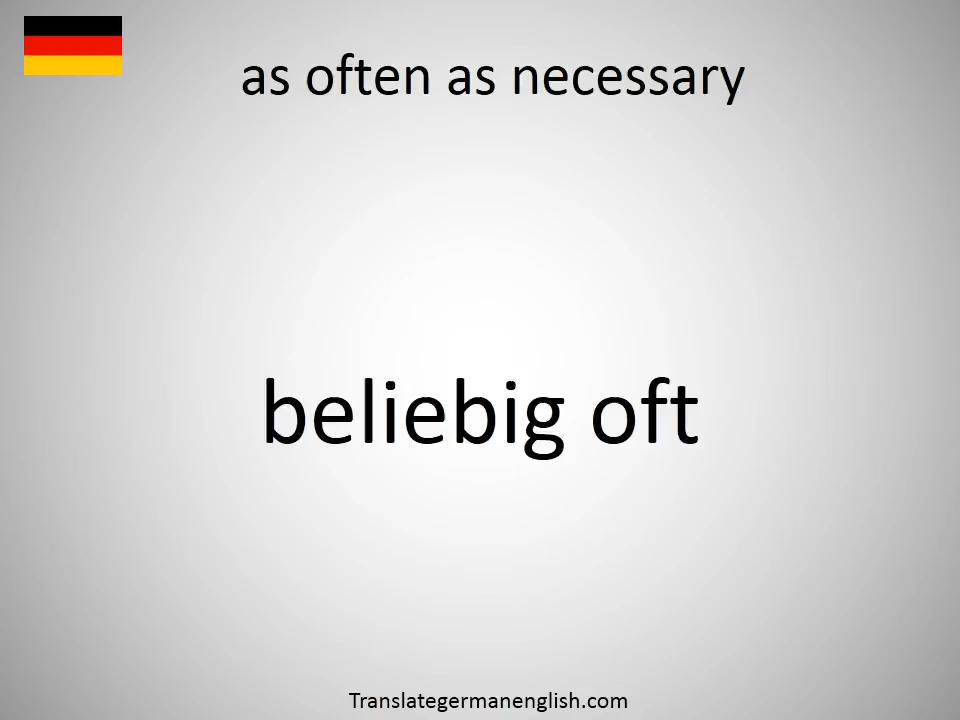 as often as necessary
beliebig oft
Translategermanenglish.com